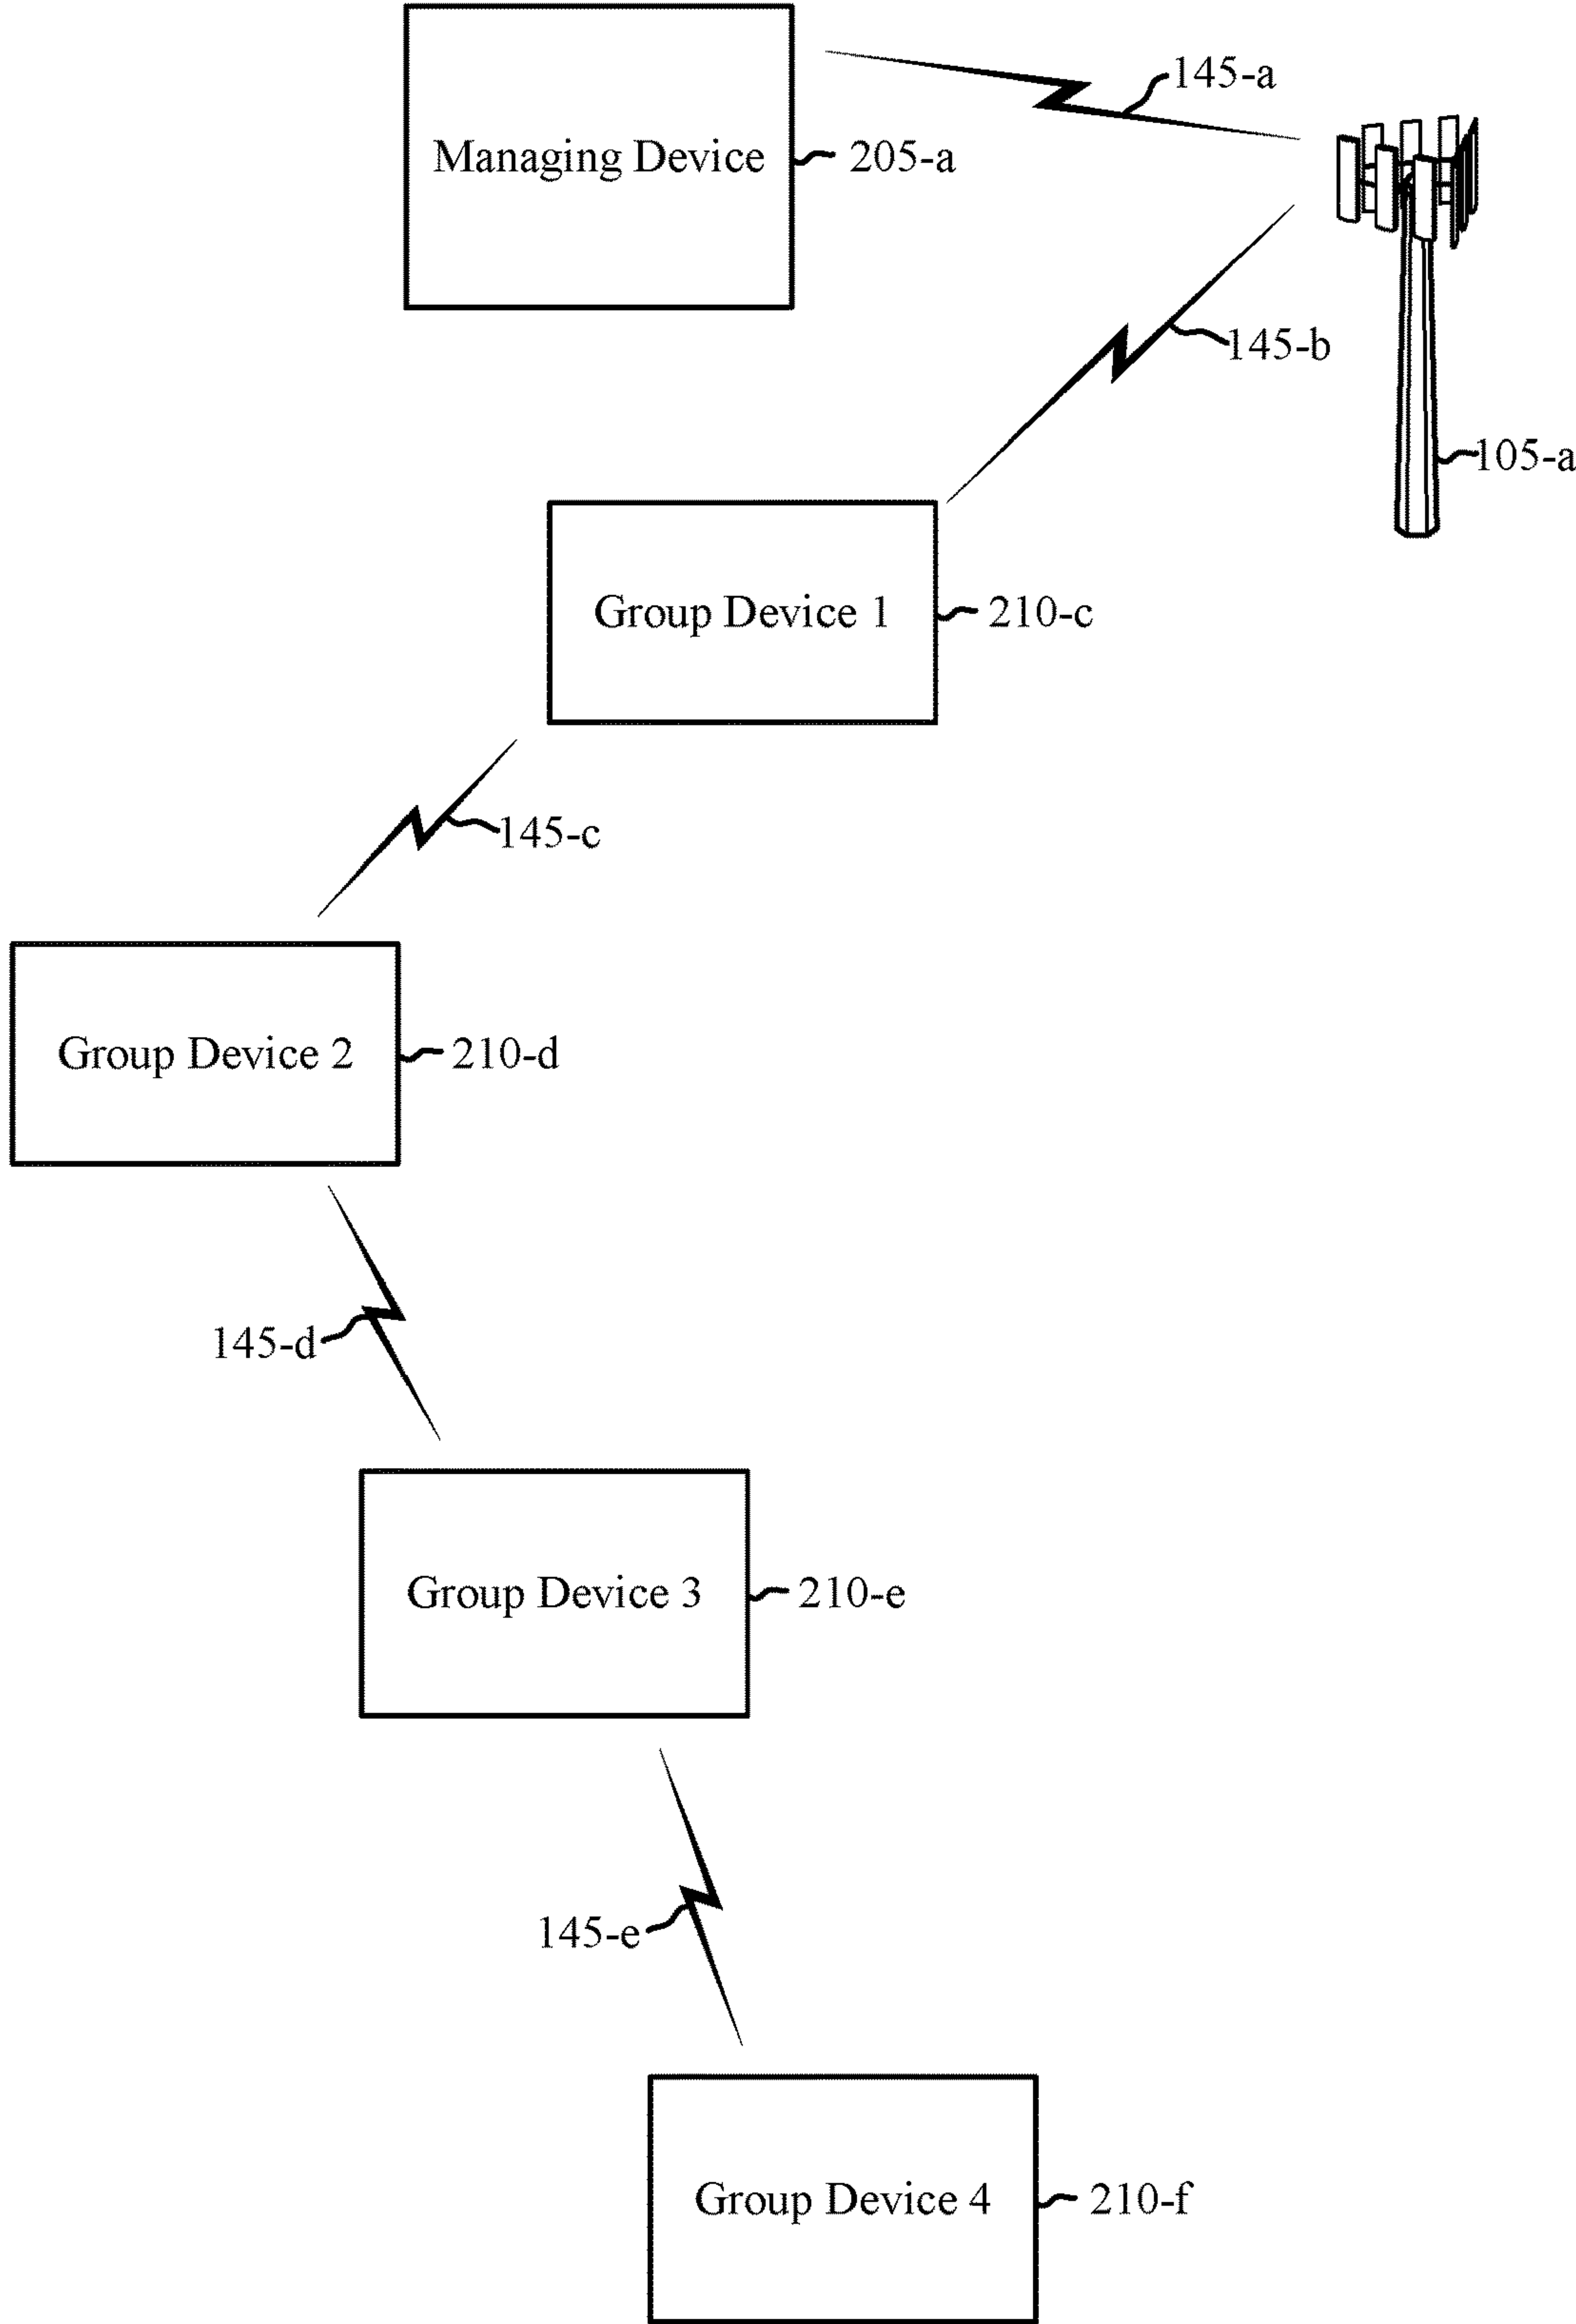 145-a
Managing Device
205-a
145-b
105-a
Group Device 1
210-c
145-c
Group Device 2
210-d
145-d
Group Device 3
210-e
145-e
Group Device 4
210-f